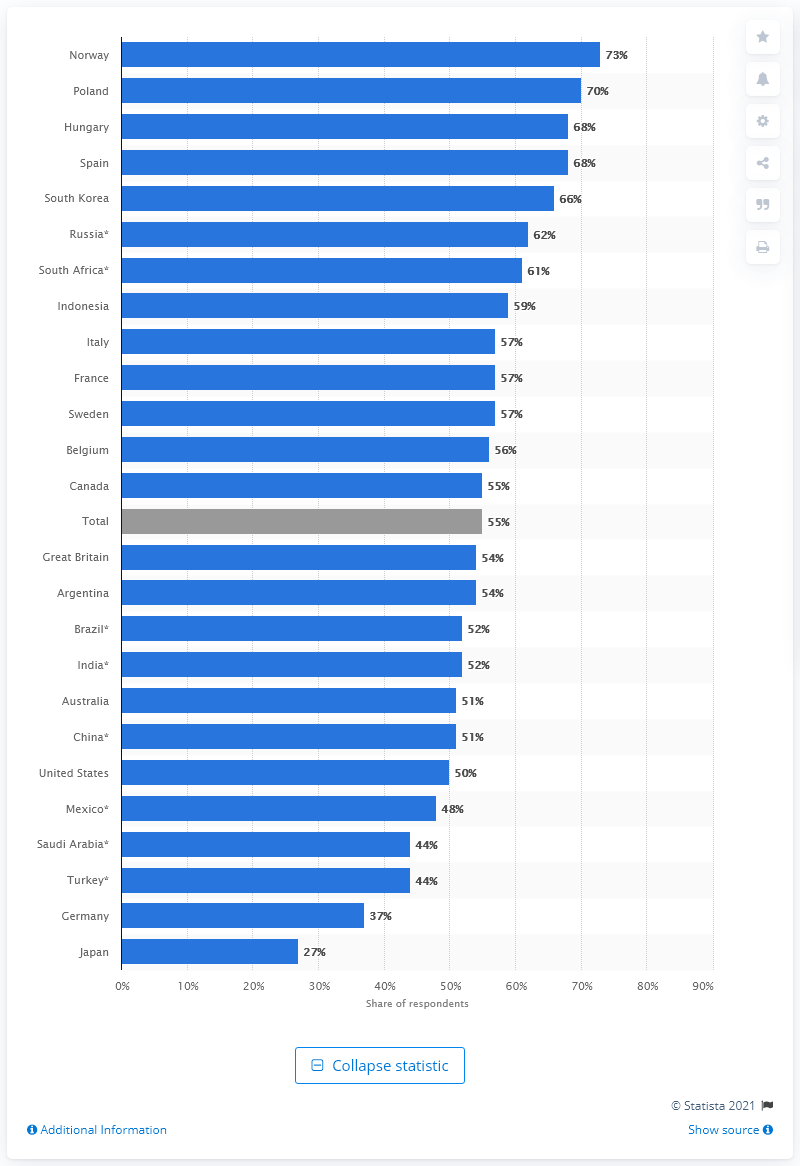 Norway 73%
Poland 70%
Hungary 68%
Spain 68%
South Korea 66%
Russia* 62%
South Africa* 61%
Indonesia 59%
Italy 57%
France 57%
Sweden 57%
Belgium 56%
Canada 55%
Total 55%
Great Britain 54%
Argentina 54%
Brazil* 52%
India* 52%
Australia 51%
China* 51%
United States 50%
Mexico* 48%
Saudi Arabia* 44%
Turkey* 44%
Germany 37%
Japan 27%
0% 10% 20% 30% 40% 50% 60% 70% 80% 90%
Share of respondents
Collapse statistic
© Statista 2021
Additional Information Show source